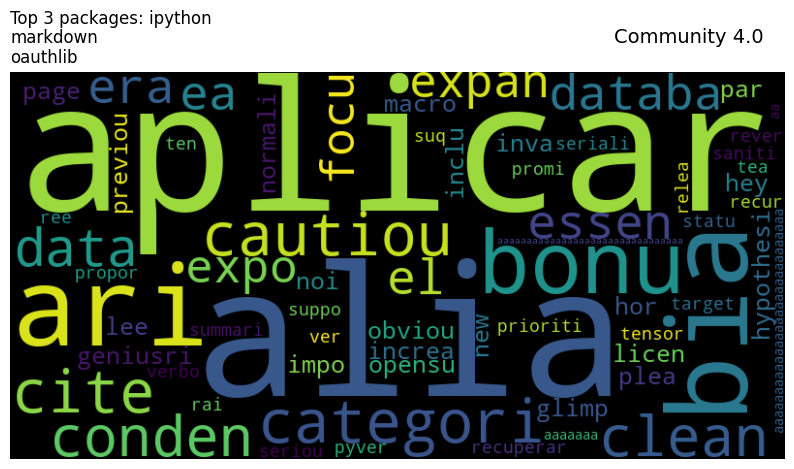 Top 3 packages: ipython
markdown
oauthlib
Community 4.0
page era ea focu expan macro databa par aa
aplicar
previou ten normali suq inclu inva seriali promi relea rever saniti tea hey recur
ree data propor cautiou expo noi el essen aaaaaaaaaaaaaaaaaaaaaaaaaaaaaaa bonu statu bia hypothesi
ari lee summari geniusri verbo alia suppo ver impo obviou increa opensu new prioriti hor target tensor licen plea
cite rai glimp aaaaaaa
conden seriou categori pyver recuperar clean